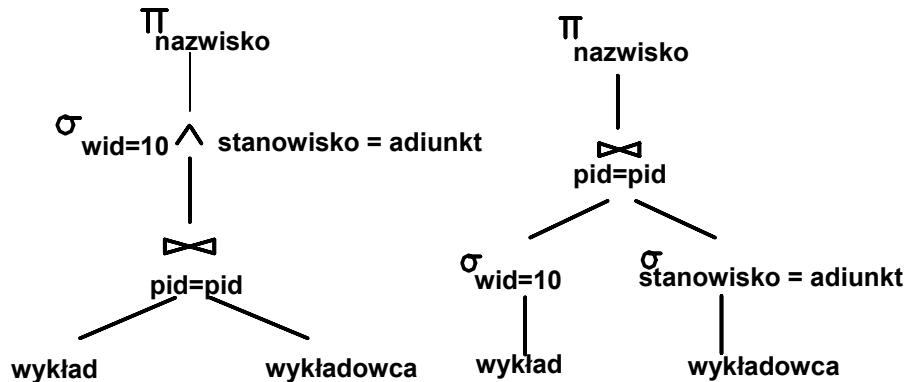 π nazwisko
σ wid=10 ∧ stanowisko = adiunkt
⋈
pid=pid
wykład wykładowca
π nazwisko
⋈
pid=pid
σ wid=10 σ stanowisko = adiunkt
wykład wykładowca